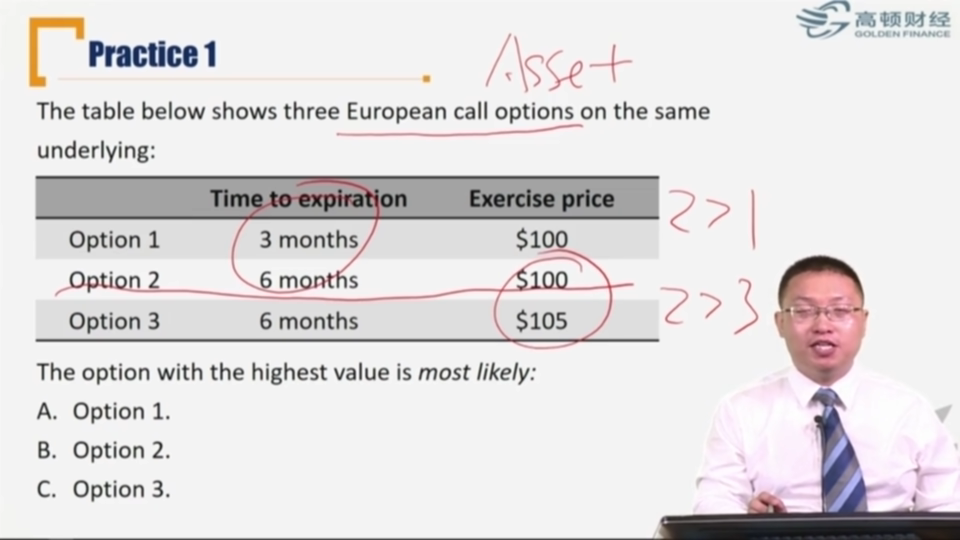 高顿财经
GOLDEN FINANCE
Practice 1
Asset
The table below shows three European call options on the same
underlying:
Time to expiration Exercise price
Option 1 3 months $100
2>1
Option 2 6 months $100
2>3
Option 3 6 months $105
The option with the highest value is most likely:
A. Option 1.
B. Option 2.
C. Option 3.